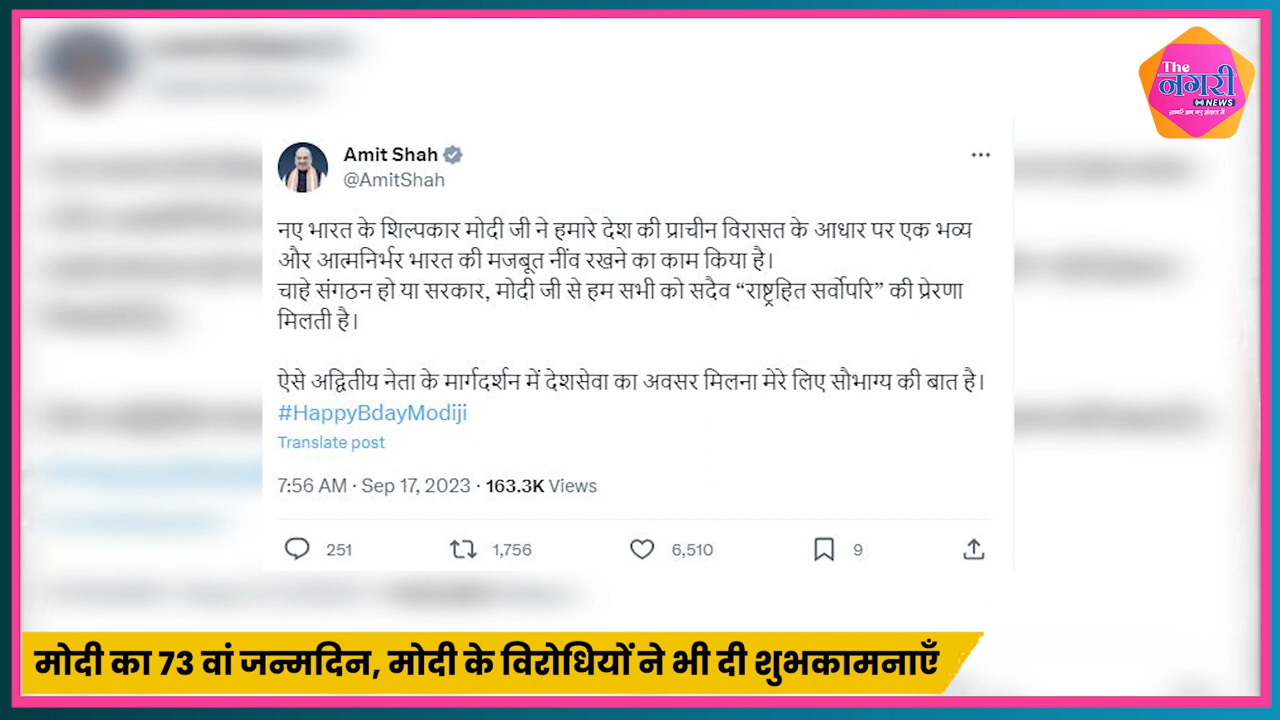 The
नगरी
NEWS
Amit Shah
@AmitShah
नए भारत के शिल्पकार मोदी जी ने हमारे देश की प्राचीन विरासत के आधार पर एक भव्य
और आत्मनिर्भर भारत की मजबूत नींव रखने का काम किया है।
चाहे संगठन हो या सरकार, मोदी जी से हम सभी को सदैव “राष्ट्रहित सर्वोपरि” की प्रेरणा
मिलती है।
ऐसे अद्वितीय नेता के मार्गदर्शन में देशसेवा का अवसर मिलना मेरे लिए सौभाग्य की बात है।
#HappyBdayModiji
Translate post
7:56 AM · Sep 17, 2023 · 163.3K Views
251 1,756 6,510 9
मोदी का 73 वां जन्मदिन, मोदी के विरोधियों ने भी दी शुभकामनाएँ